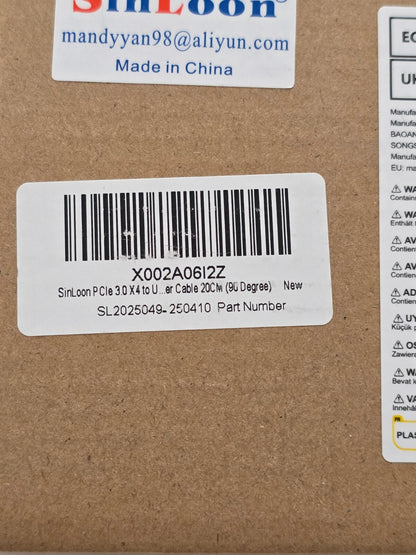 SinLoon
mandyyan98@aliyun.com
Made in China
X002A06I2Z
SinLoon PCIe 3.0 X4 to U...er Cable 20CM (90 Degree) New
SL2025049-250410 Part Number
EC
UK
Manufa
BAOAN
SONGS
Manufa
EU: ma
WA
Contains
WA
Enthält
AV
Contient
AV
Contien
AD
Contien
UY
Küçük p
OS
Zawiera
WA
Bevat k
VA
Innehåll
PLAS